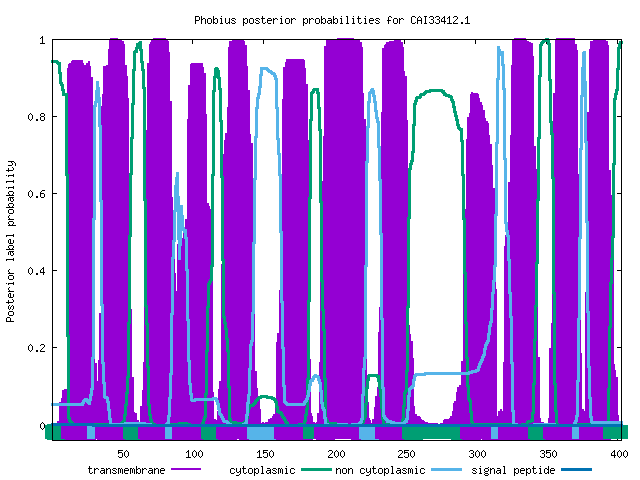 Phobius posterior probabilities for CAI33412.1
1
0.8
0.6
0.4
0.2
0
Posterior label probability
50 100 150 200 250 300 350 400
transmembrane cytoplasmic non cytoplasmic signal peptide